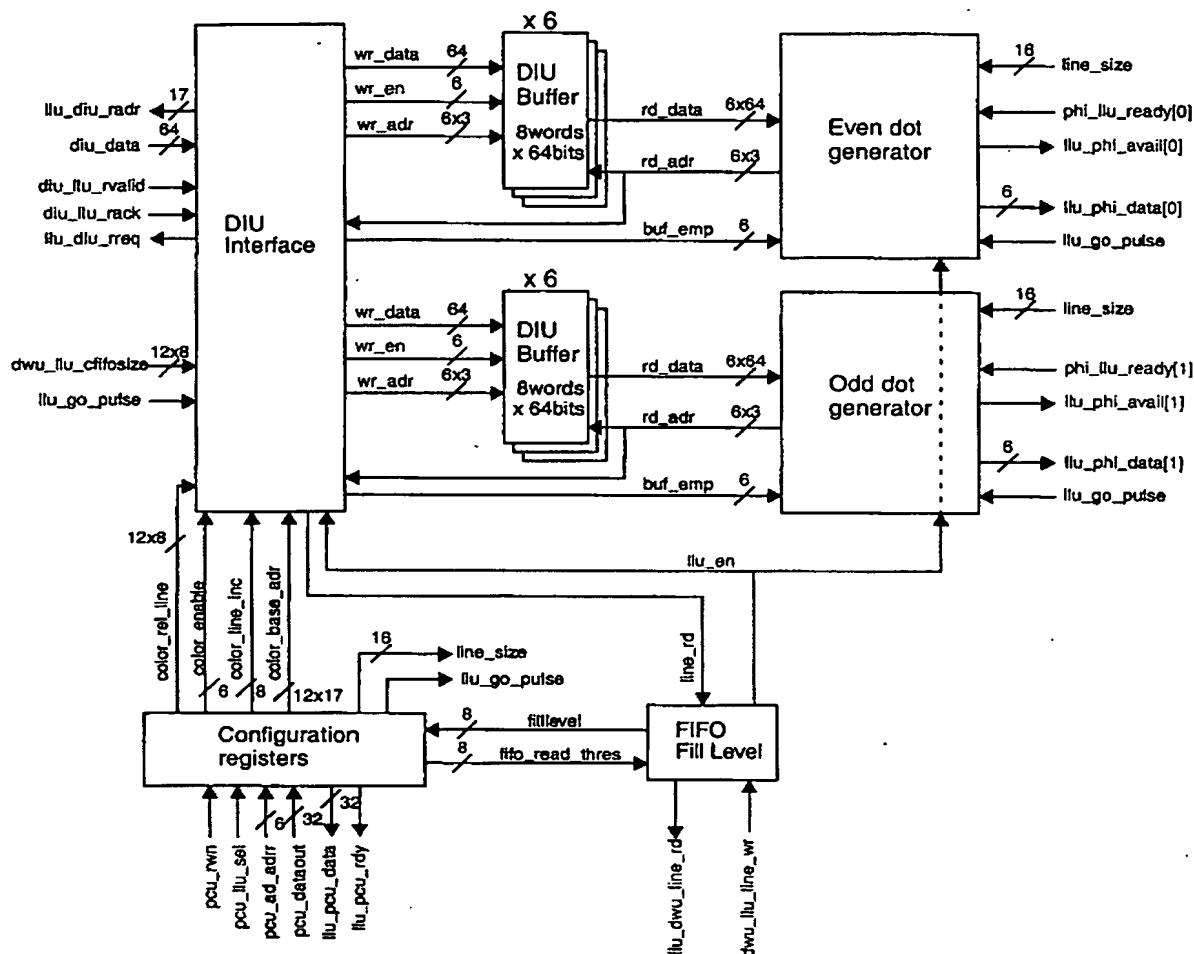 x 6
wr_data
64
wr_en
6
wr_adr
6x3
DIU
Buffer
8words
x 64bits
rd_data
6x64
rd_adr
6x3
buf_emp
6
Even dot
generator
16
line_size
phi_llu_ready[0]
llu_phi_avail[0]
6
llu_phi_data[0]
llu_go_pulse
17
llu_diu_radr
64
diu_data
diu_llu_rvalid
diu_llu_rack
llu_diu_rreq
DIU
Interface
12x8
dwu_llu_cfifosize
llu_go_pulse
x 6
wr_data
64
wr_en
6
wr_adr
6x3
DIU
Buffer
8words
x 64bits
rd_data
6x64
rd_adr
6x3
buf_emp
6
Odd dot
generator
16
line_size
phi_llu_ready[1]
llu_phi_avail[1]
6
llu_phi_data[1]
llu_go_pulse
12x8
color_rel_line
color_enable
6
color_line_inc
8
color_base_adr
12x17
llu_en
line_rd
16
line_size
llu_go_pulse
Configuration
registers
8
filllevel
8
fifo_read_thres
FIFO
Fill Level
pcu_rwn
pcu_llu_sel
pcu_ad_adrr
6
pcu_dataout
32
llu_pcu_data
32
llu_pcu_rdy
llu_dwu_line_rd
dwu_llu_line_wr